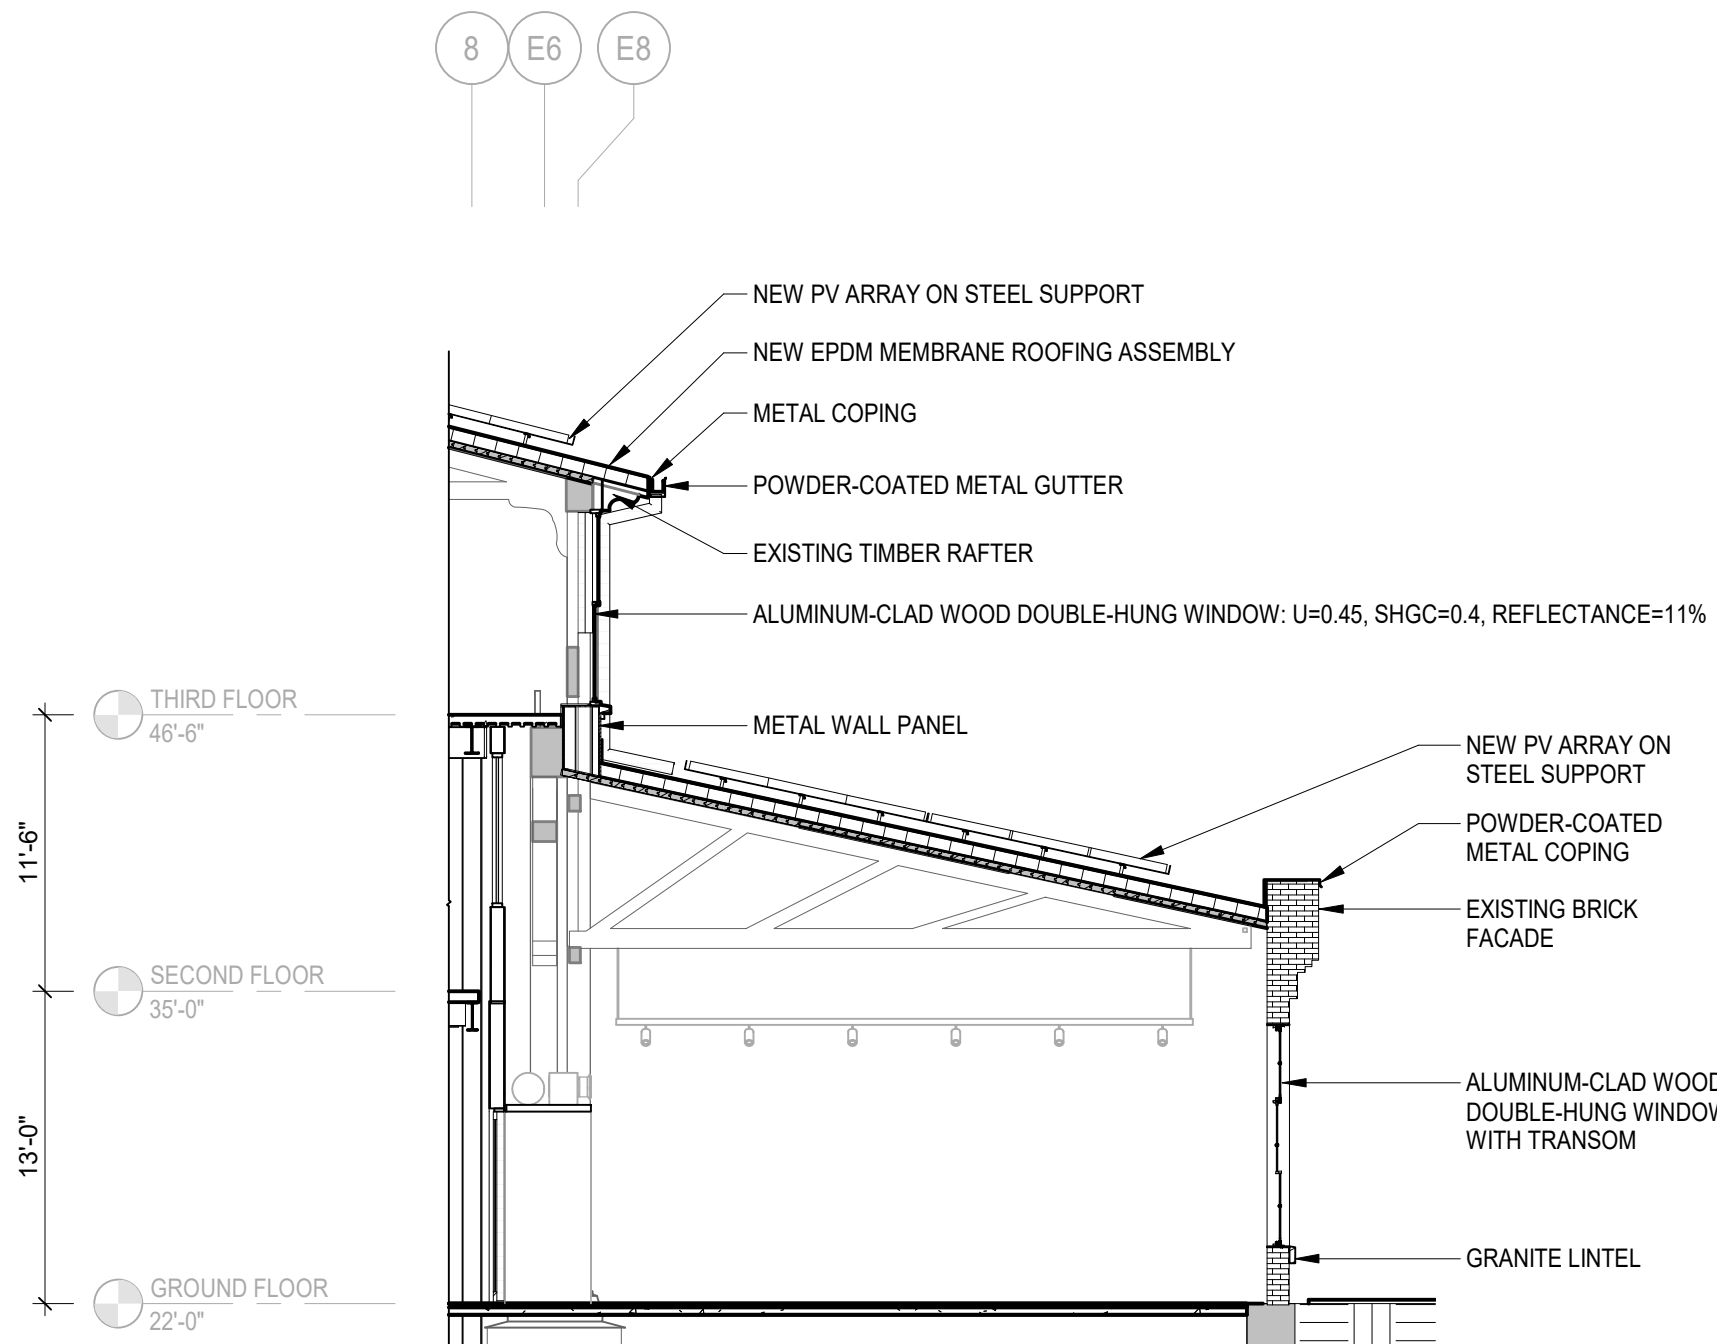 8
E6
E8
NEW PV ARRAY ON STEEL SUPPORT
NEW EPDM MEMBRANE ROOFING ASSEMBLY
METAL COPING
POWDER-COATED METAL GUTTER
EXISTING TIMBER RAFTER
ALUMINUM-CLAD WOOD DOUBLE-HUNG WINDOW: U=0.45, SHGC=0.4, REFLECTANCE=11%
THIRD FLOOR
46'-6"
METAL WALL PANEL
NEW PV ARRAY ON
STEEL SUPPORT
POWDER-COATED
METAL COPING
11'-6"
EXISTING BRICK
FACADE
SECOND FLOOR
35'-0"
ALUMINUM-CLAD WOOD
DOUBLE-HUNG WINDOW
WITH TRANSOM
13'-0"
GRANITE LINTEL
GROUND FLOOR
22'-0"